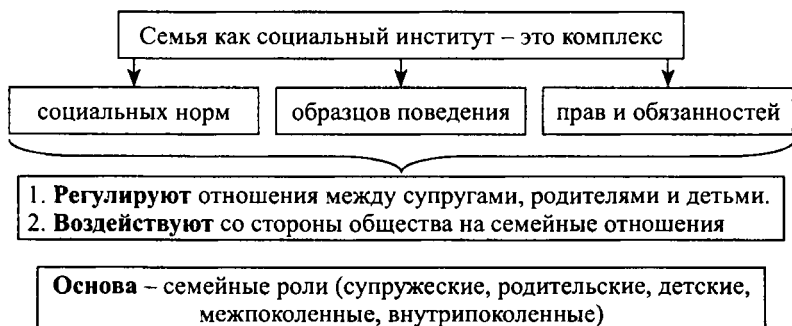 Семья как социальный институт – это комплекс
социальных норм
образцов поведения
прав и обязанностей
1. Регулируют отношения между супругами, родителями и детьми.
2. Воздействуют со стороны общества на семейные отношения
Основа – семейные роли (супружеские, родительские, детские,
межпоколенные, внутрипоколенные)